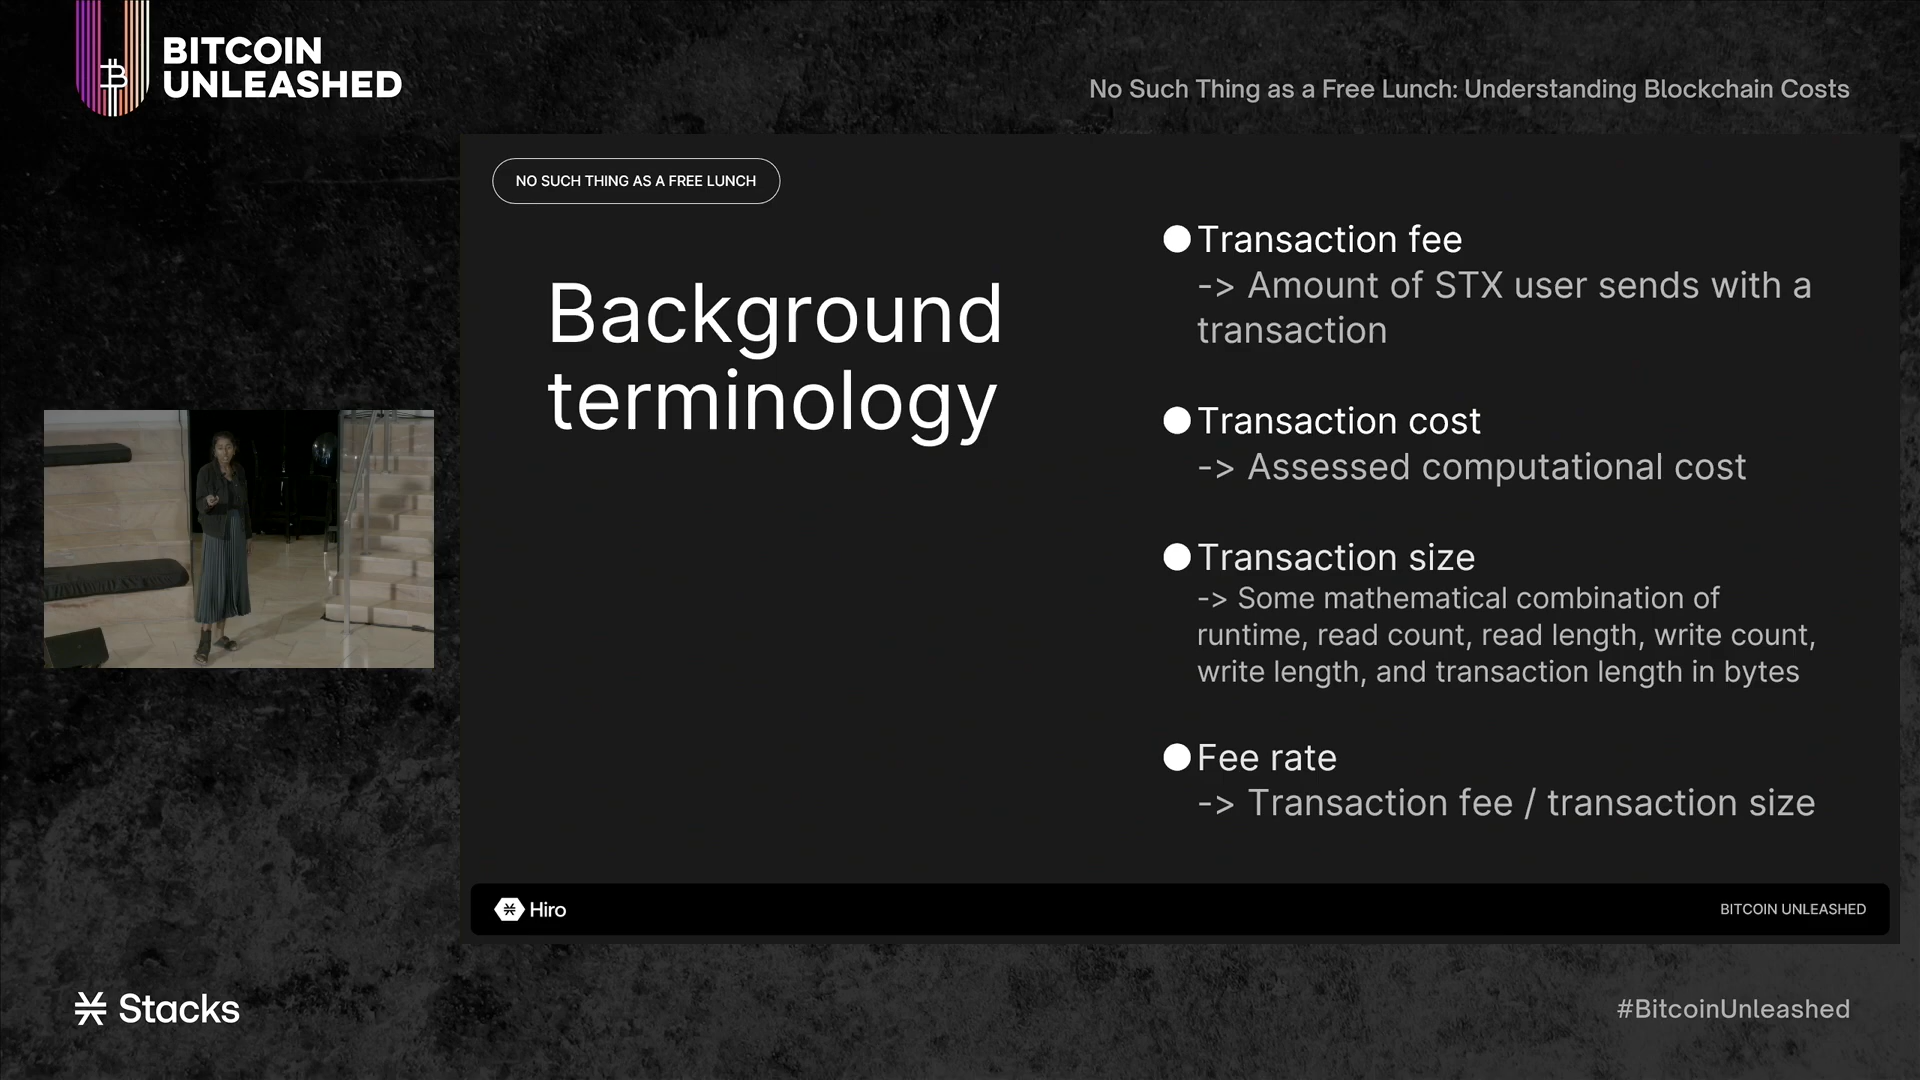 BITCOIN
UNLEASHED
No Such Thing as a Free Lunch: Understanding Blockchain Costs
NO SUCH THING AS A FREE LUNCH
Background
terminology
Transaction fee
-> Amount of STX user sends with a
transaction
Transaction cost
-> Assessed computational cost
Transaction size
-> Some mathematical combination of
runtime, read count, read length, write count,
write length, and transaction length in bytes
Fee rate
-> Transaction fee / transaction size
Hiro
BITCOIN UNLEASHED
Stacks
#BitcoinUnleashed